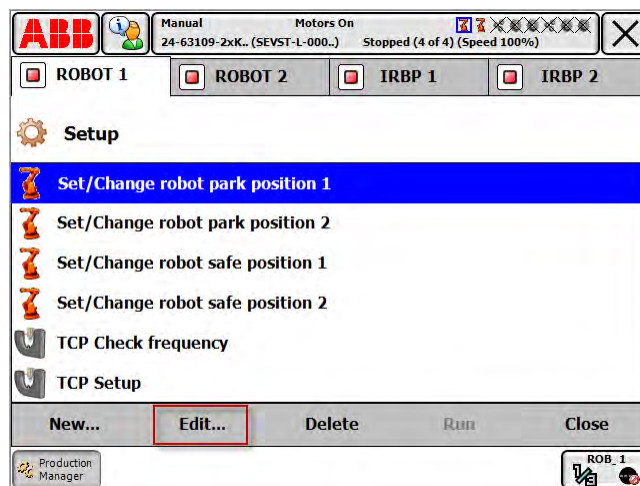 ABB
Manual Motors On
24-63109-2xK.. (SEVST-L-000..) Stopped (4 of 4) (Speed 100%)
ROBOT 1 ROBOT 2 IRBP 1 IRBP 2
Setup
Set/Change robot park position 1
Set/Change robot park position 2
Set/Change robot safe position 1
Set/Change robot safe position 2
TCP Check frequency
TCP Setup
New... Edit... Delete Run Close
Production
Manager
ROB_1
1/3